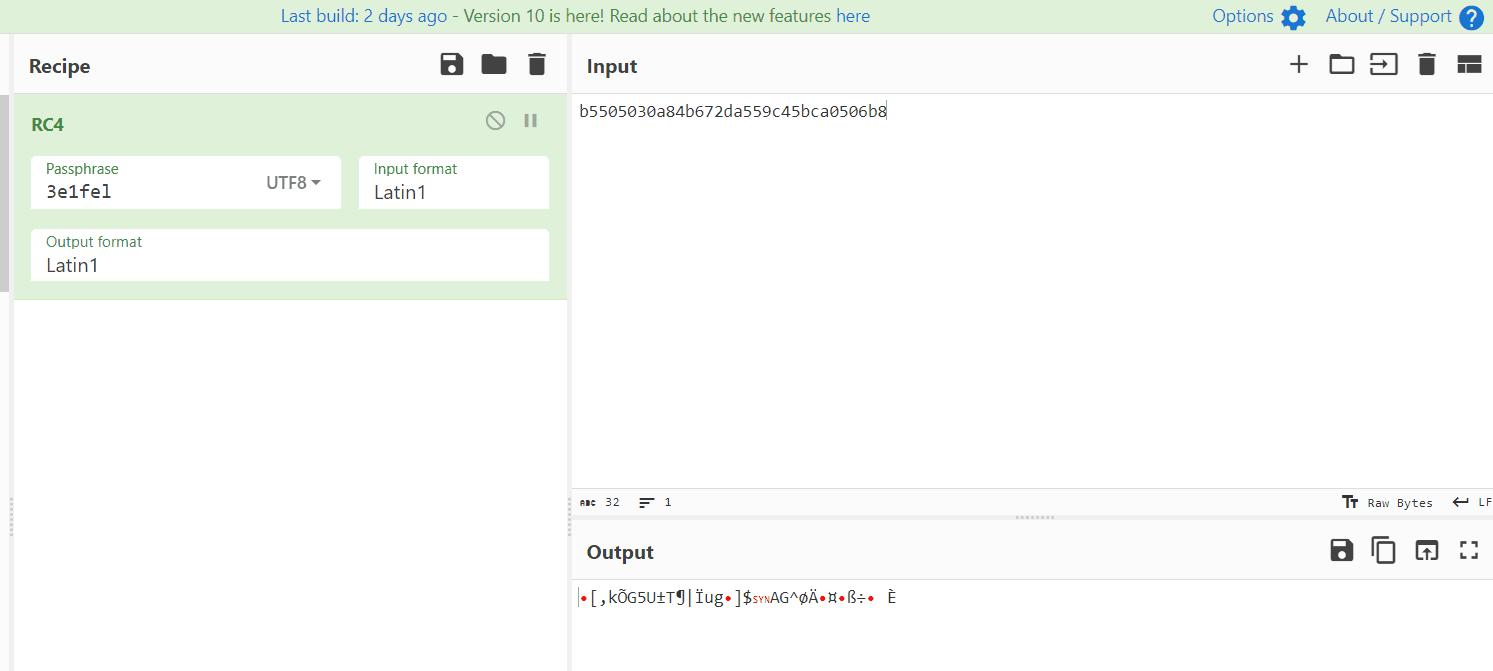 Last build: 2 days ago - Version 10 is here! Read about the new features here
Options
About / Support
?
Recipe
Input
RC4
Passphrase
3e1fel
UTF8
Input format
Latin1
Output format
Latin1
b5505030a84b672da559c45bca0506b8
ABC 32
1
Tт Raw Bytes
LF
Output
•[,kÕG5U±T¶|Ïug•]$SYNAG^øÄ•¤•ß÷• È